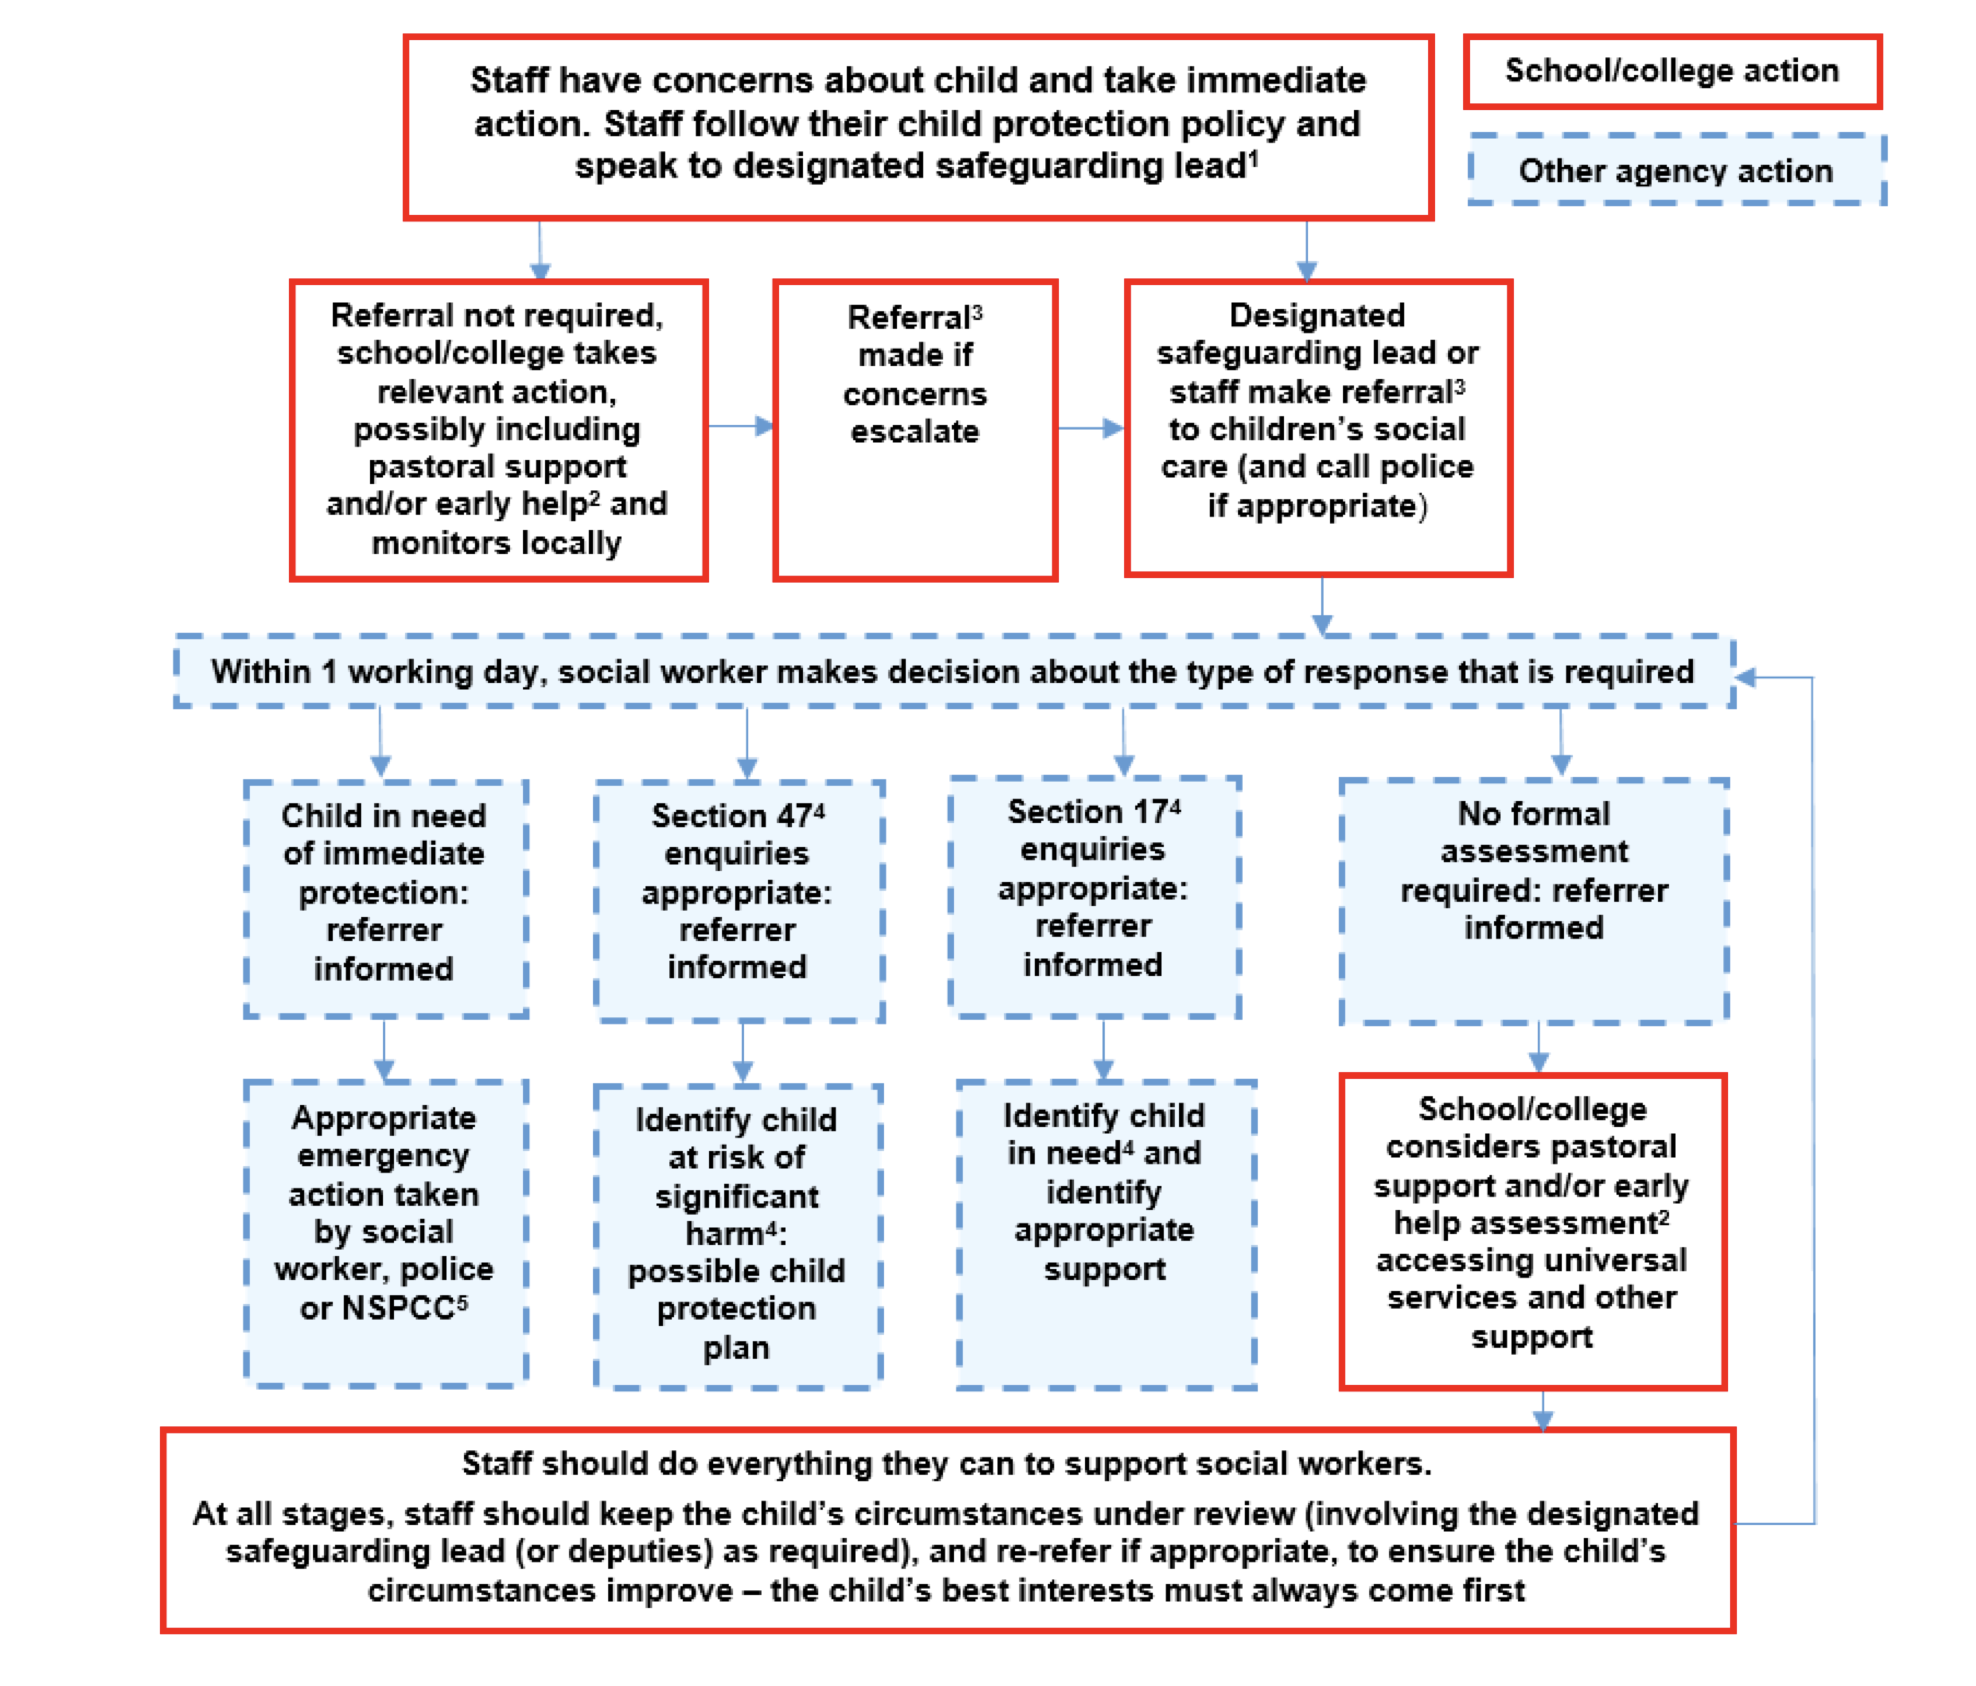 Staff have concerns about child and take immediate
action. Staff follow their child protection policy and
speak to designated safeguarding lead¹
School/college action
Other agency action
Referral not required,
school/college takes
relevant action,
possibly including
pastoral support
and/or early help² and
monitors locally
Referral³
made if
concerns
escalate
Designated
safeguarding lead or
staff make referral³
to children’s social
care (and call police
if appropriate)
Within 1 working day, social worker makes decision about the type of response that is required
Child in need
of immediate
protection:
referrer
informed
Section 47⁴
enquiries
appropriate:
referrer
informed
Section 17⁴
enquiries
appropriate:
referrer
informed
No formal
assessment
required: referrer
informed
Appropriate
emergency
action taken
by social
worker, police
or NSPCC⁵
Identify child
at risk of
significant
harm⁴:
possible child
protection
plan
Identify child
in need⁴ and
identify
appropriate
support
School/college
considers pastoral
support and/or early
help assessment²
accessing universal
services and other
support
Staff should do everything they can to support social workers.
At all stages, staff should keep the child’s circumstances under review (involving the designated
safeguarding lead (or deputies) as required), and re-refer if appropriate, to ensure the child’s
circumstances improve – the child’s best interests must always come first